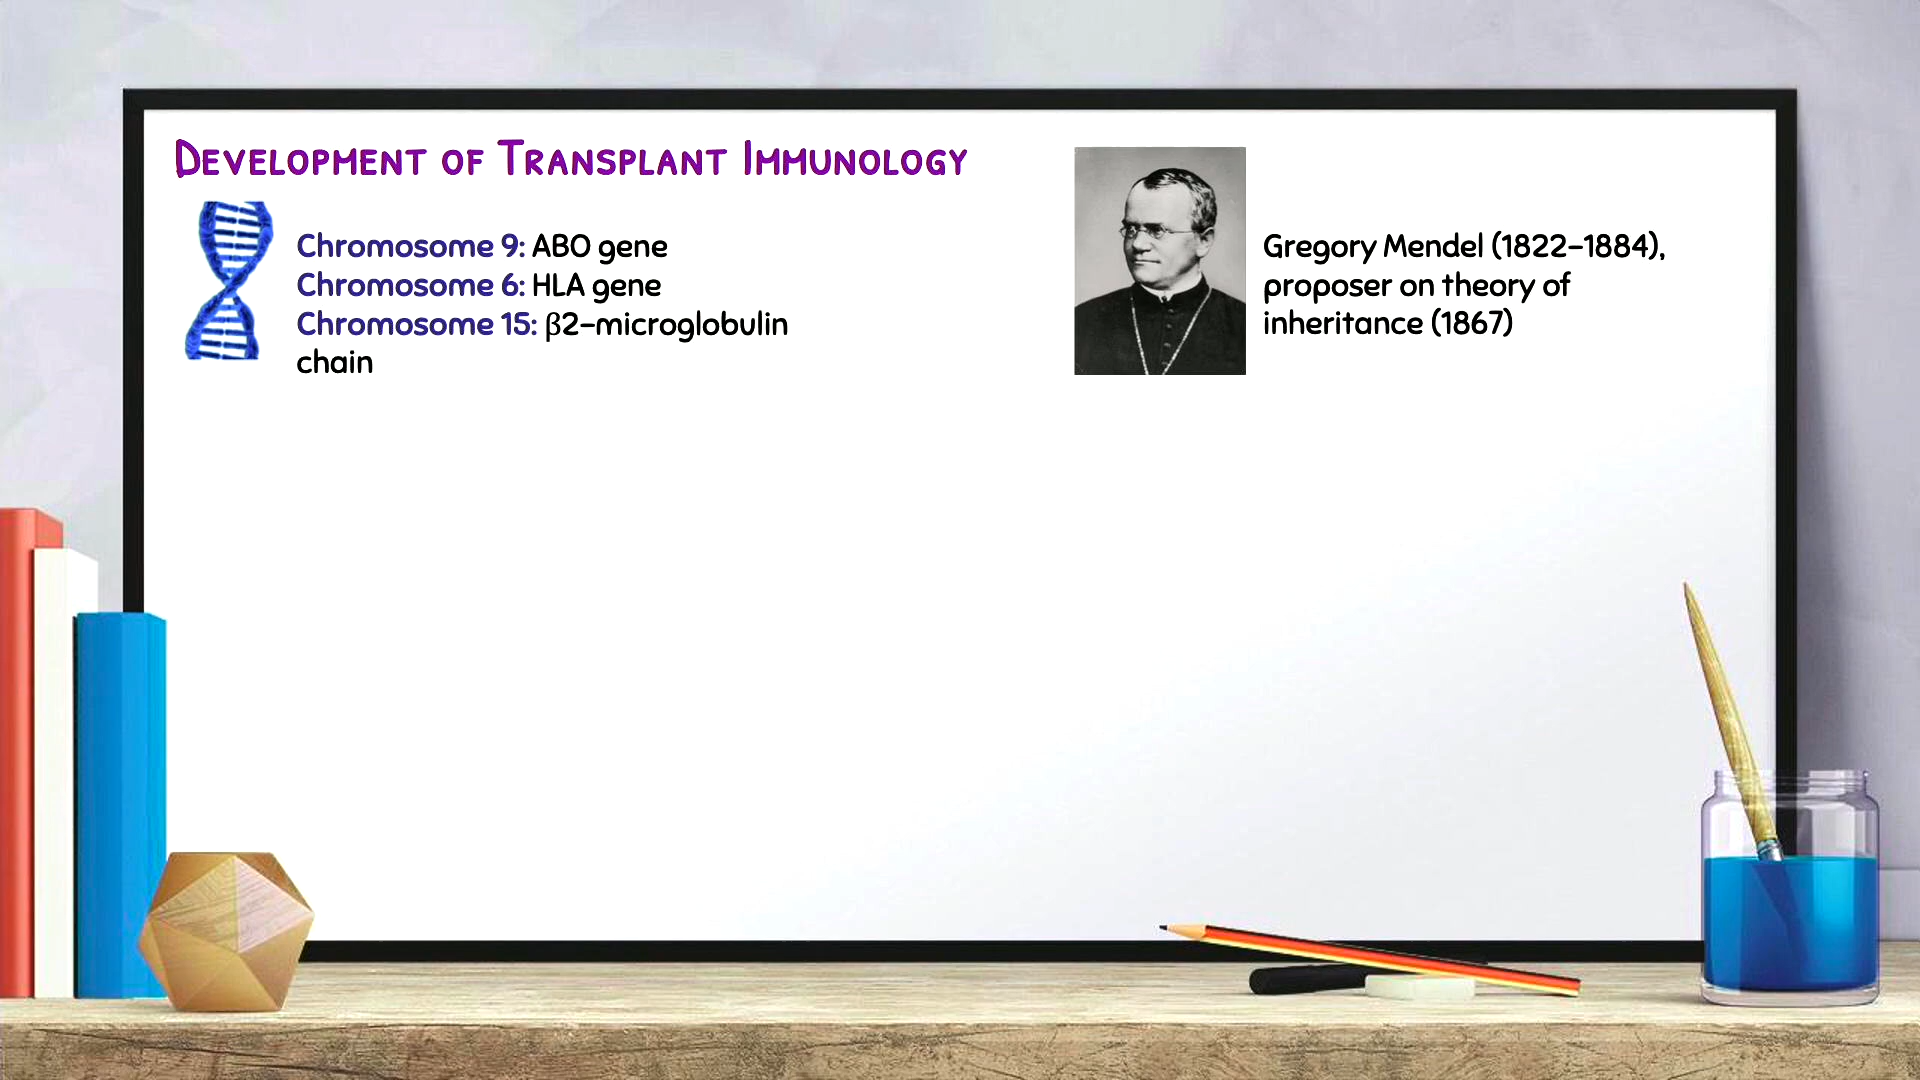 Development of Transplant Immunology
Chromosome 9: ABO gene
Chromosome 6: HLA gene
Chromosome 15: β2-microglobulin
chain
Gregory Mendel (1822-1884),
proposer on theory of
inheritance (1867)